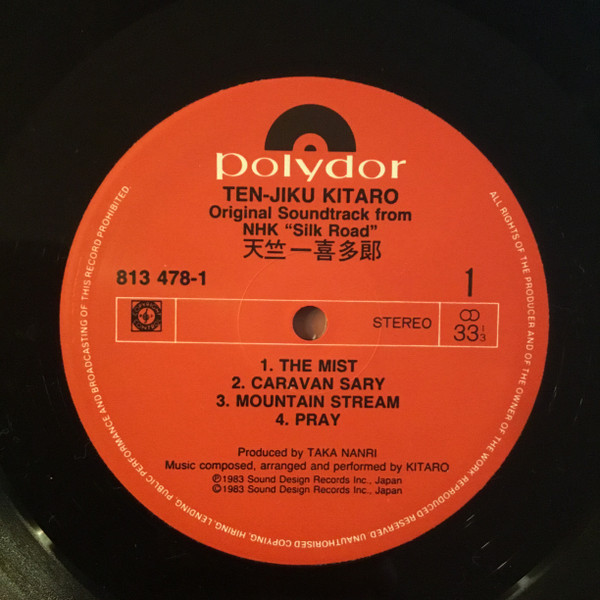 polydor
TEN-JIKU KITARO
Original Soundtrack from
NHK "Silk Road"
天竺—喜多郎
813 478-1
1
STEREO
33 1/3
1. THE MIST
2. CARAVAN SARY
3. MOUNTAIN STREAM
4. PRAY
Produced by TAKA NANRI
Music composed, arranged and performed by KITARO
℗1983 Sound Design Records Inc., Japan
©1983 Sound Design Records Inc., Japan
ALL RIGHTS OF THE PRODUCER AND OF THE OWNER OF THE WORK REPRODUCED RESERVED. UNAUTHORISED COPYING, HIRING, LENDING, PUBLIC PERFORMANCE AND BROADCASTING OF THIS RECORD PROHIBITED.